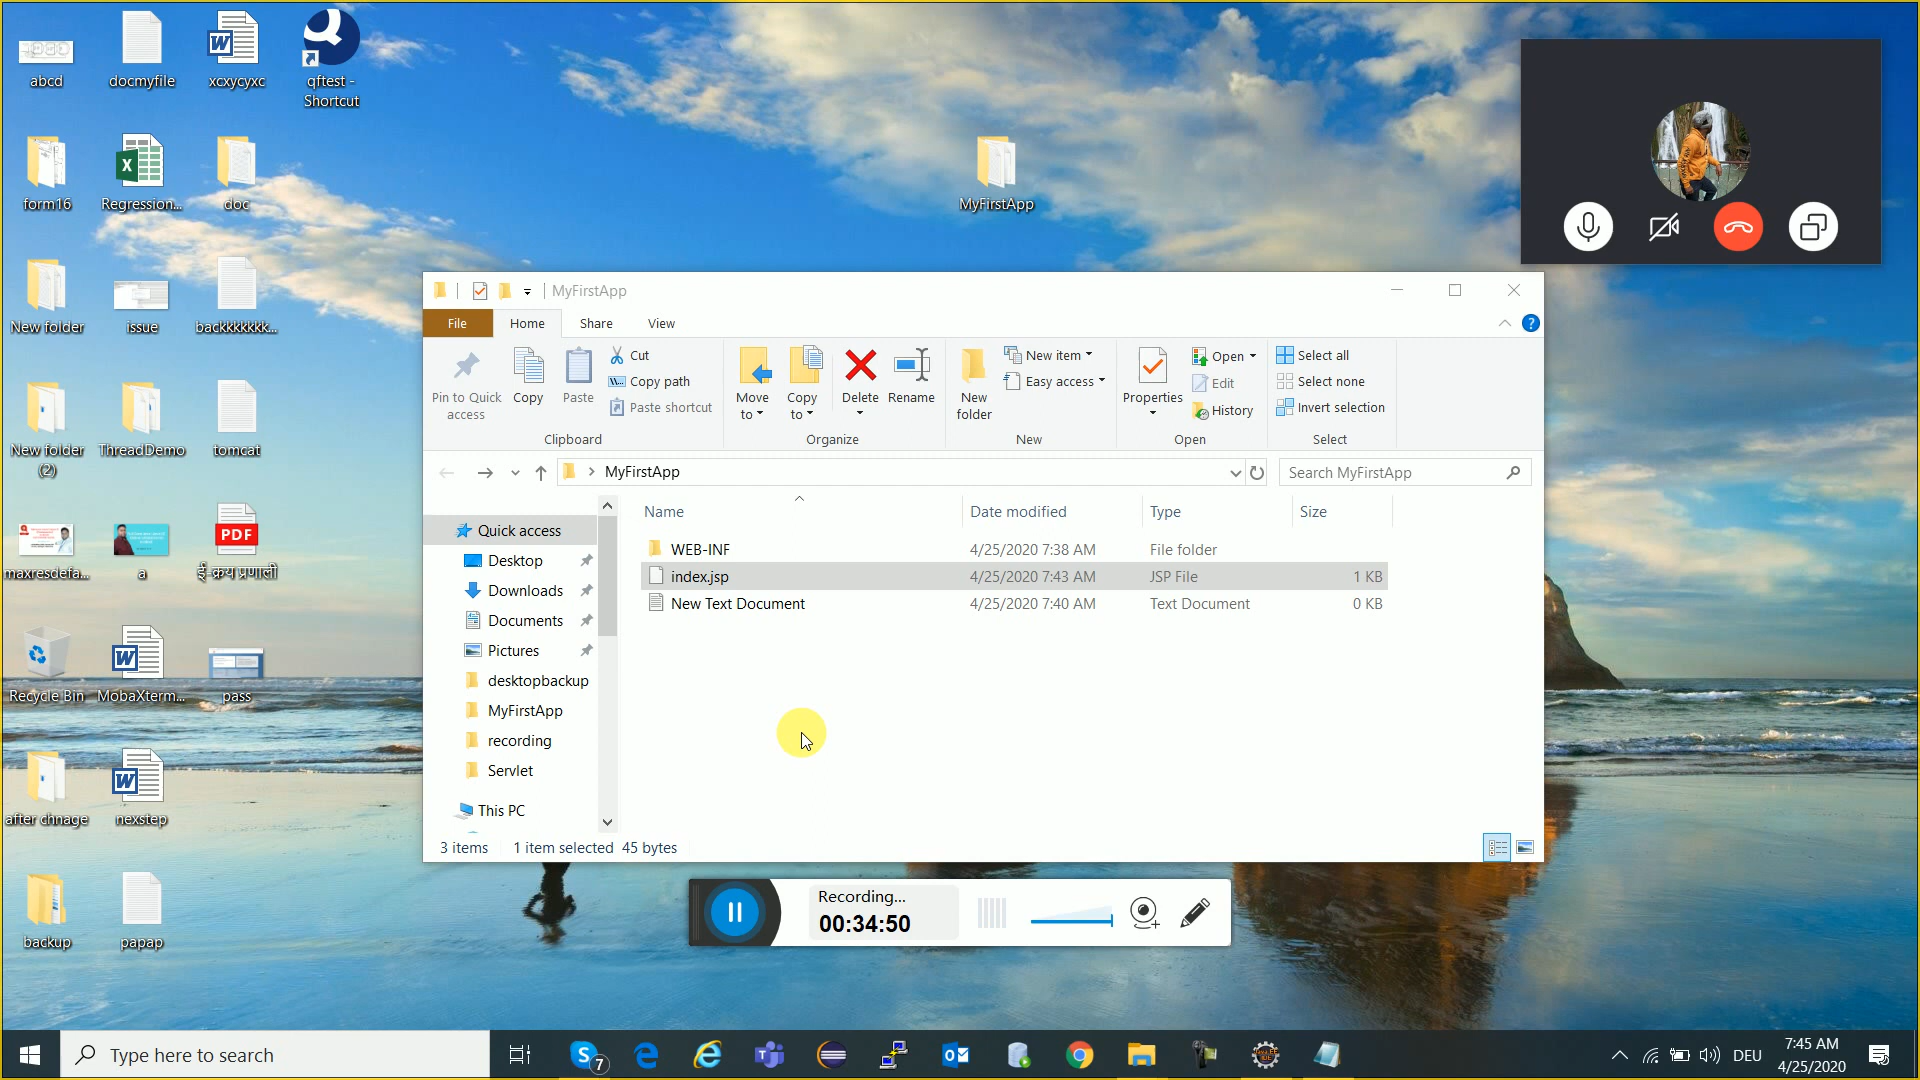 abcd
docmyfile
xcxycyxc
qftest -
Shortcut
form16
Regression...
doc
MyFirstApp
New folder
issue
backkkkkkk...
New folder
(2)
ThreadDemo
tomcat
maxresdefa...
a
PDF
ई-क्रय प्रणाली
Recycle Bin
MobaXterm...
pass
after chnage
nexstep
backup
papap
MyFirstApp
File
Home
Share
View
Pin to Quick
access
Copy
Paste
Cut
Copy path
Paste shortcut
Clipboard
Move
to
Copy
to
Delete
Rename
Organize
New
folder
New item
Easy access
New
Properties
Open
Edit
History
Open
Select all
Select none
Invert selection
Select
MyFirstApp
Search MyFirstApp
Name
Date modified
Type
Size
WEB-INF 4/25/2020 7:38 AM File folder
index.jsp 4/25/2020 7:43 AM JSP File 1 KB
New Text Document 4/25/2020 7:40 AM Text Document 0 KB
Quick access
Desktop
Downloads
Documents
Pictures
desktopbackup
MyFirstApp
recording
Servlet
This PC
3 items
1 item selected 45 bytes
Recording...
00:34:50
Type here to search
7
DEU
7:45 AM
4/25/2020